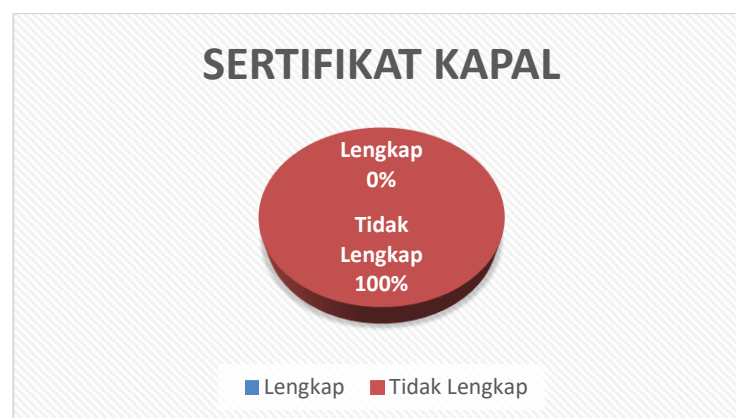 SERTIFIKAT KAPAL
Lengkap
0%
Tidak
Lengkap
100%
Lengkap Tidak Lengkap